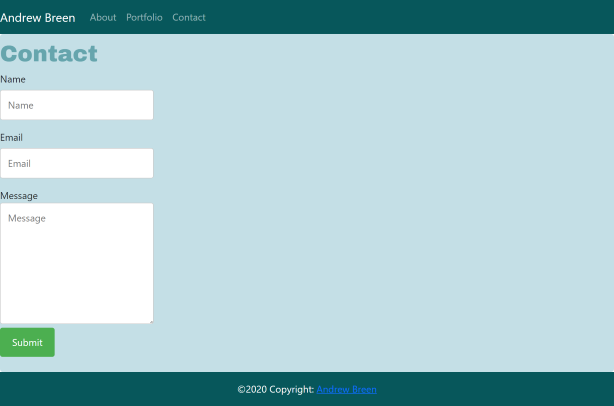 Andrew Breen About Portfolio Contact
Contact
Name
Name
Email
Email
Message
Message
Submit
©2020 Copyright: Andrew Breen